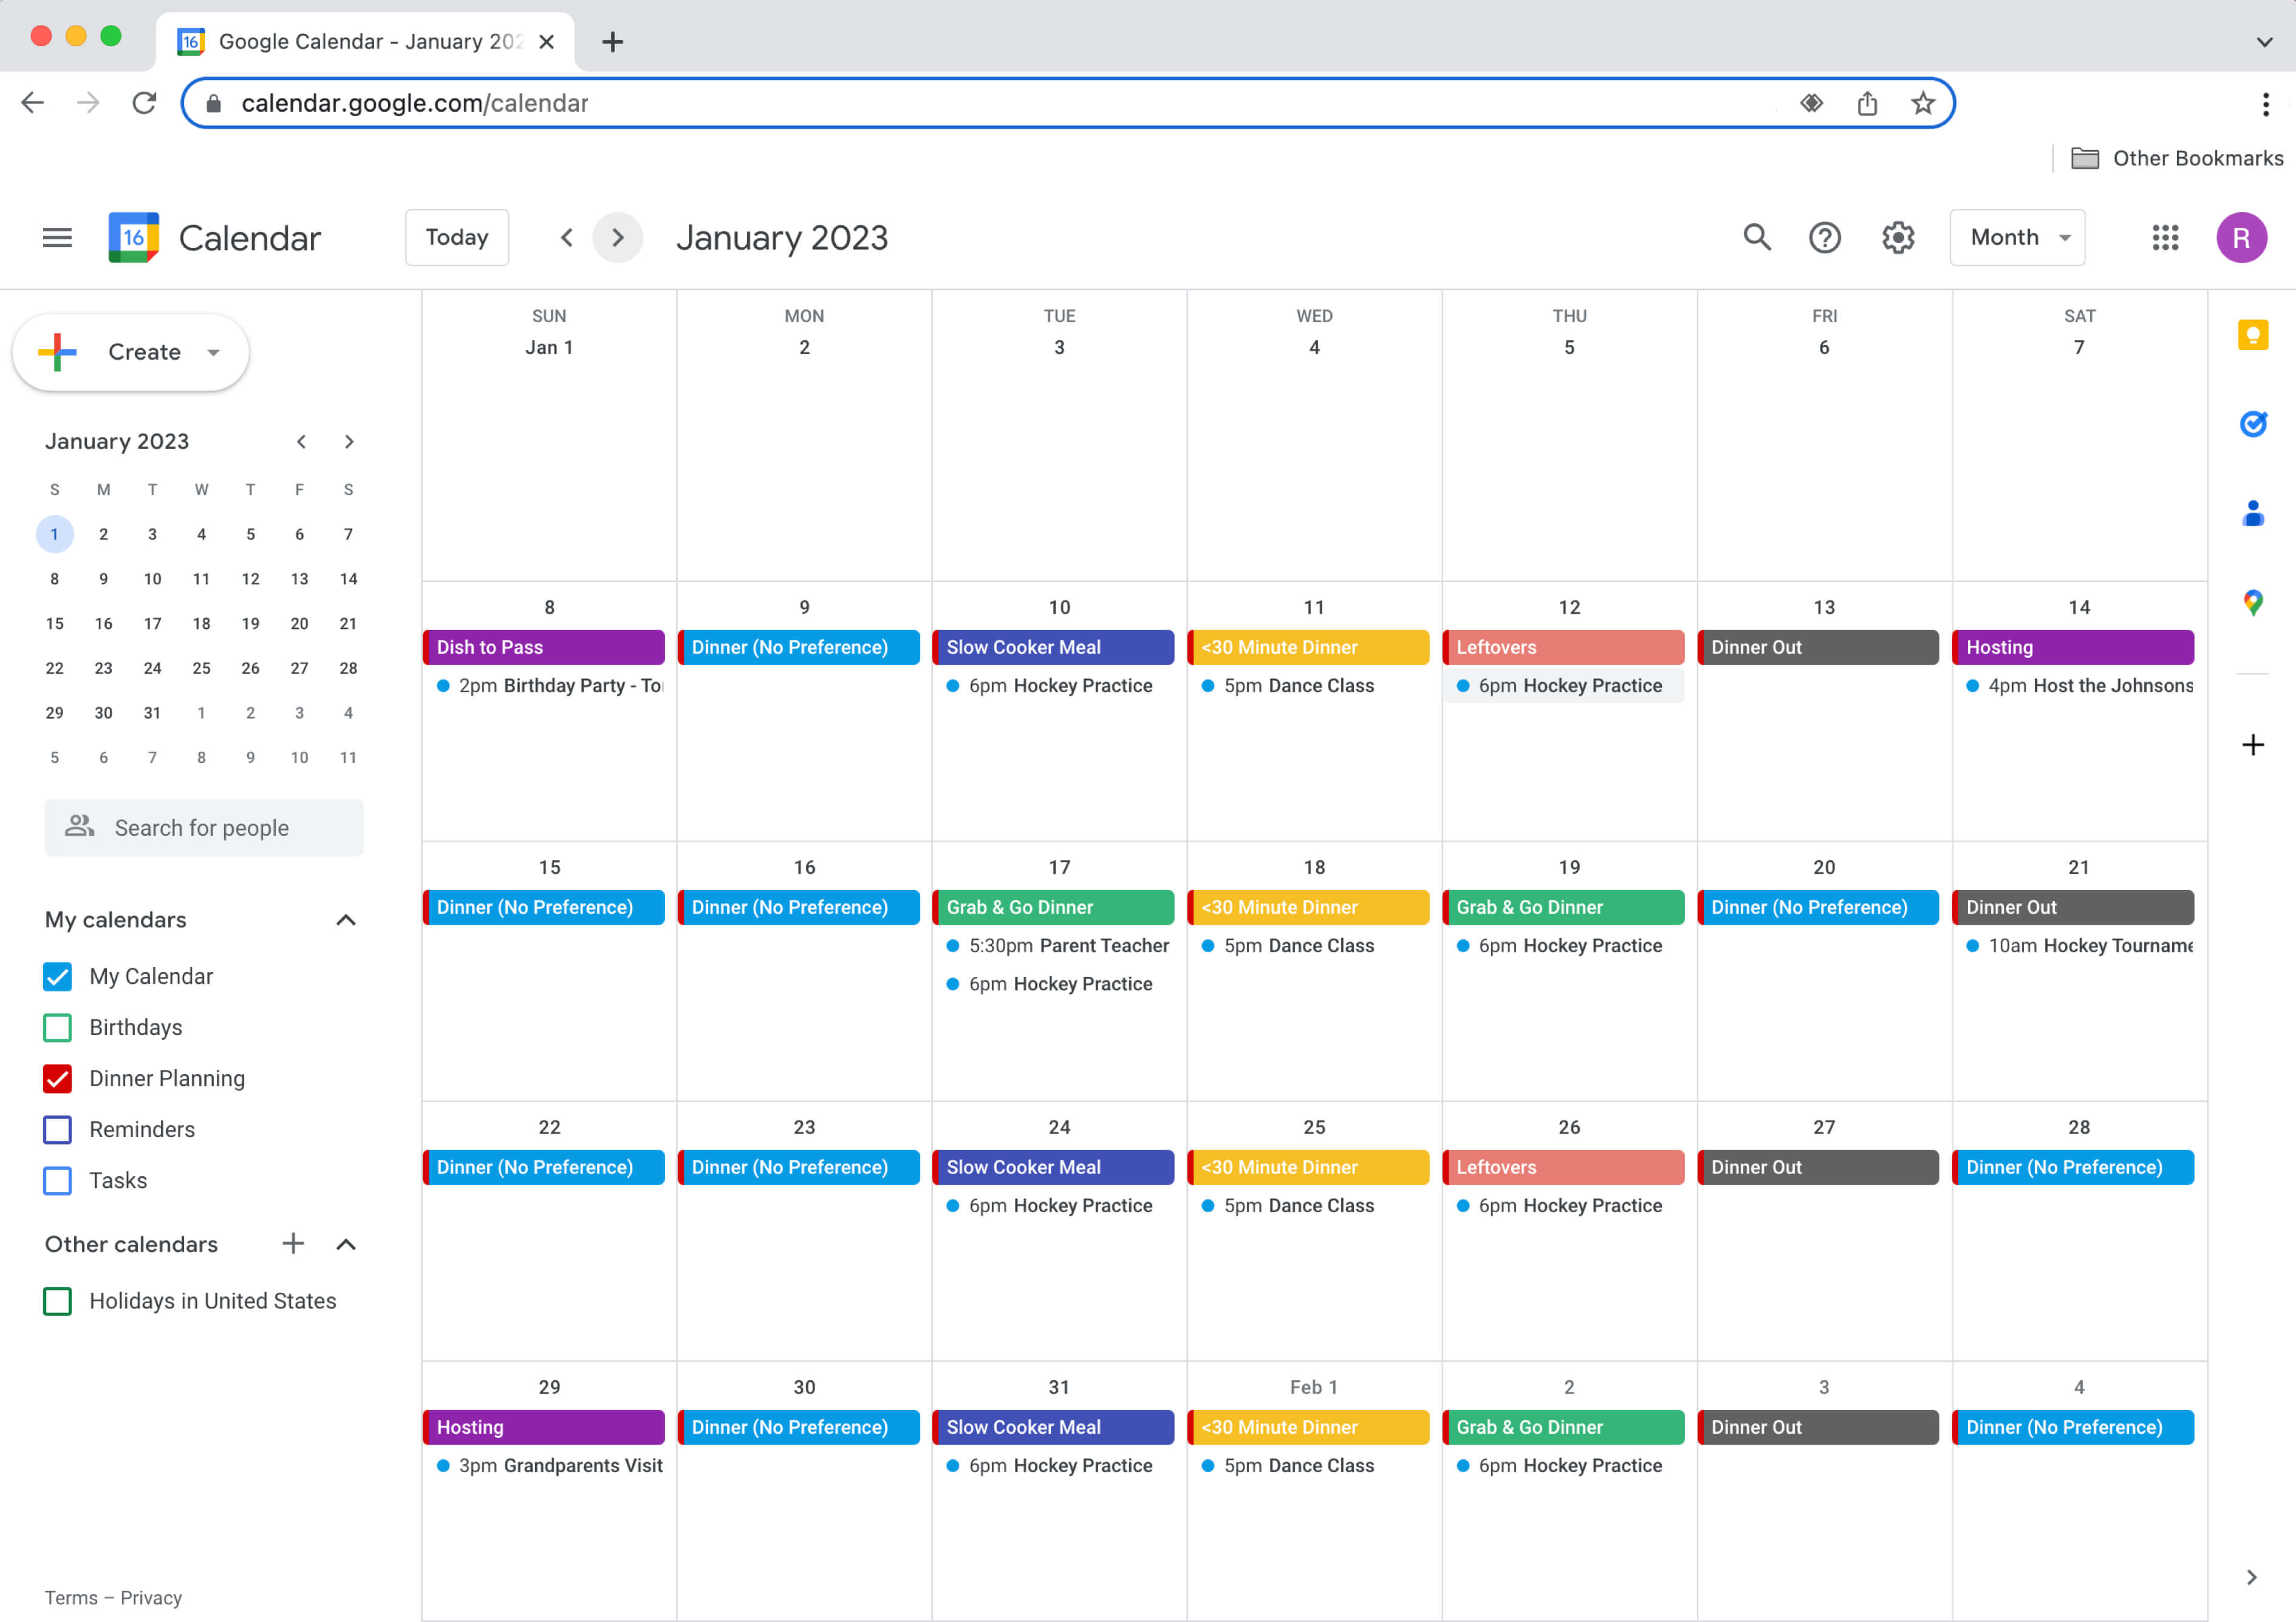 Google Calendar - January 202
calendar.google.com/calendar
Other Bookmarks
16 Calendar
Today
January 2023
Month
R
Create
January 2023
S M T W T F S
1 2 3 4 5 6 7
8 9 10 11 12 13 14
15 16 17 18 19 20 21
22 23 24 25 26 27 28
29 30 31 1 2 3 4
5 6 7 8 9 10 11
Search for people
My calendars
My Calendar
Birthdays
Dinner Planning
Reminders
Tasks
Other calendars
Holidays in United States
Terms – Privacy
SUN MON TUE WED THU FRI SAT
Jan 1 2 3 4 5 6 7
8 9 10 11 12 13 14
Dish to Pass Dinner (No Preference) Slow Cooker Meal <30 Minute Dinner Leftovers Dinner Out Hosting
2pm Birthday Party - To 6pm Hockey Practice 5pm Dance Class 6pm Hockey Practice 4pm Host the Johnsons
15 16 17 18 19 20 21
Dinner (No Preference) Dinner (No Preference) Grab & Go Dinner <30 Minute Dinner Grab & Go Dinner Dinner (No Preference) Dinner Out
5:30pm Parent Teacher 5pm Dance Class 6pm Hockey Practice 10am Hockey Tourname
6pm Hockey Practice
22 23 24 25 26 27 28
Dinner (No Preference) Dinner (No Preference) Slow Cooker Meal <30 Minute Dinner Leftovers Dinner Out Dinner (No Preference)
6pm Hockey Practice 5pm Dance Class 6pm Hockey Practice
29 30 31 Feb 1 2 3 4
Hosting Dinner (No Preference) Slow Cooker Meal <30 Minute Dinner Grab & Go Dinner Dinner Out Dinner (No Preference)
3pm Grandparents Visit 6pm Hockey Practice 5pm Dance Class 6pm Hockey Practice